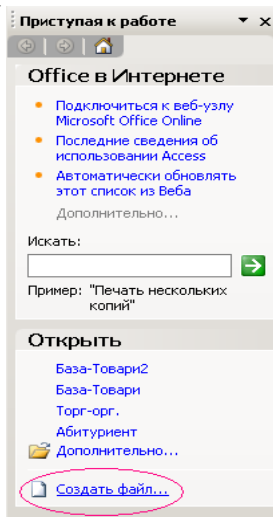 Приступая к работе
Office в Интернете
Подключиться к веб-узлу
Microsoft Office Online
Последние сведения об
использовании Access
Автоматически обновлять
этот список из Веба
Дополнительно...
Искать:
Пример: "Печать нескольких
копий"
Открыть
База-Товари2
База-Товари
Торг-орг.
Абитуриент
Дополнительно...
Создать файл...